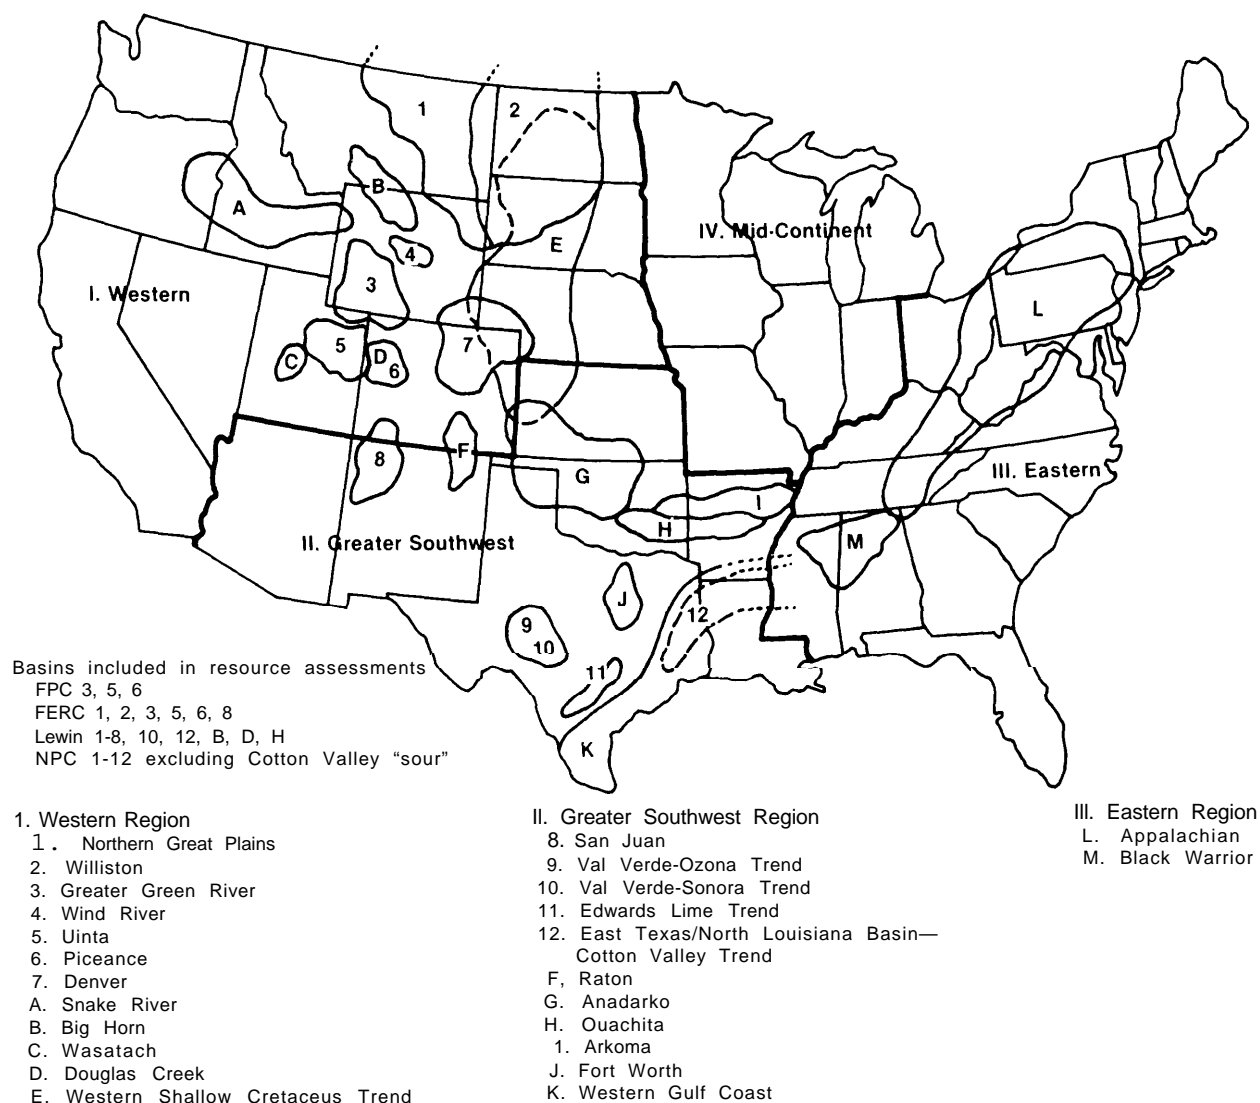 1
2
B
A
IV. Mid-Continent
E
4
3
I. Western
L
5
D
6
7
C
8
F
G
III. Eastern
I
H
II. Greater Southwest
M
J
12
9
10
11
K
Basins included in resource assessments
FPC 3, 5, 6
FERC 1, 2, 3, 5, 6, 8
Lewin 1-8, 10, 12, B, D, H
NPC 1-12 excluding Cotton Valley “sour”
1. Western Region
1. Northern Great Plains
2. Williston
3. Greater Green River
4. Wind River
5. Uinta
6. Piceance
7. Denver
A. Snake River
B. Big Horn
C. Wasatach
D. Douglas Creek
E. Western Shallow Cretaceus Trend
II. Greater Southwest Region
8. San Juan
9. Val Verde-Ozona Trend
10. Val Verde-Sonora Trend
11. Edwards Lime Trend
12. East Texas/North Louisiana Basin—
Cotton Valley Trend
F, Raton
G. Anadarko
H. Ouachita
1. Arkoma
J. Fort Worth
K. Western Gulf Coast
III. Eastern Region
L. Appalachian
M. Black Warrior